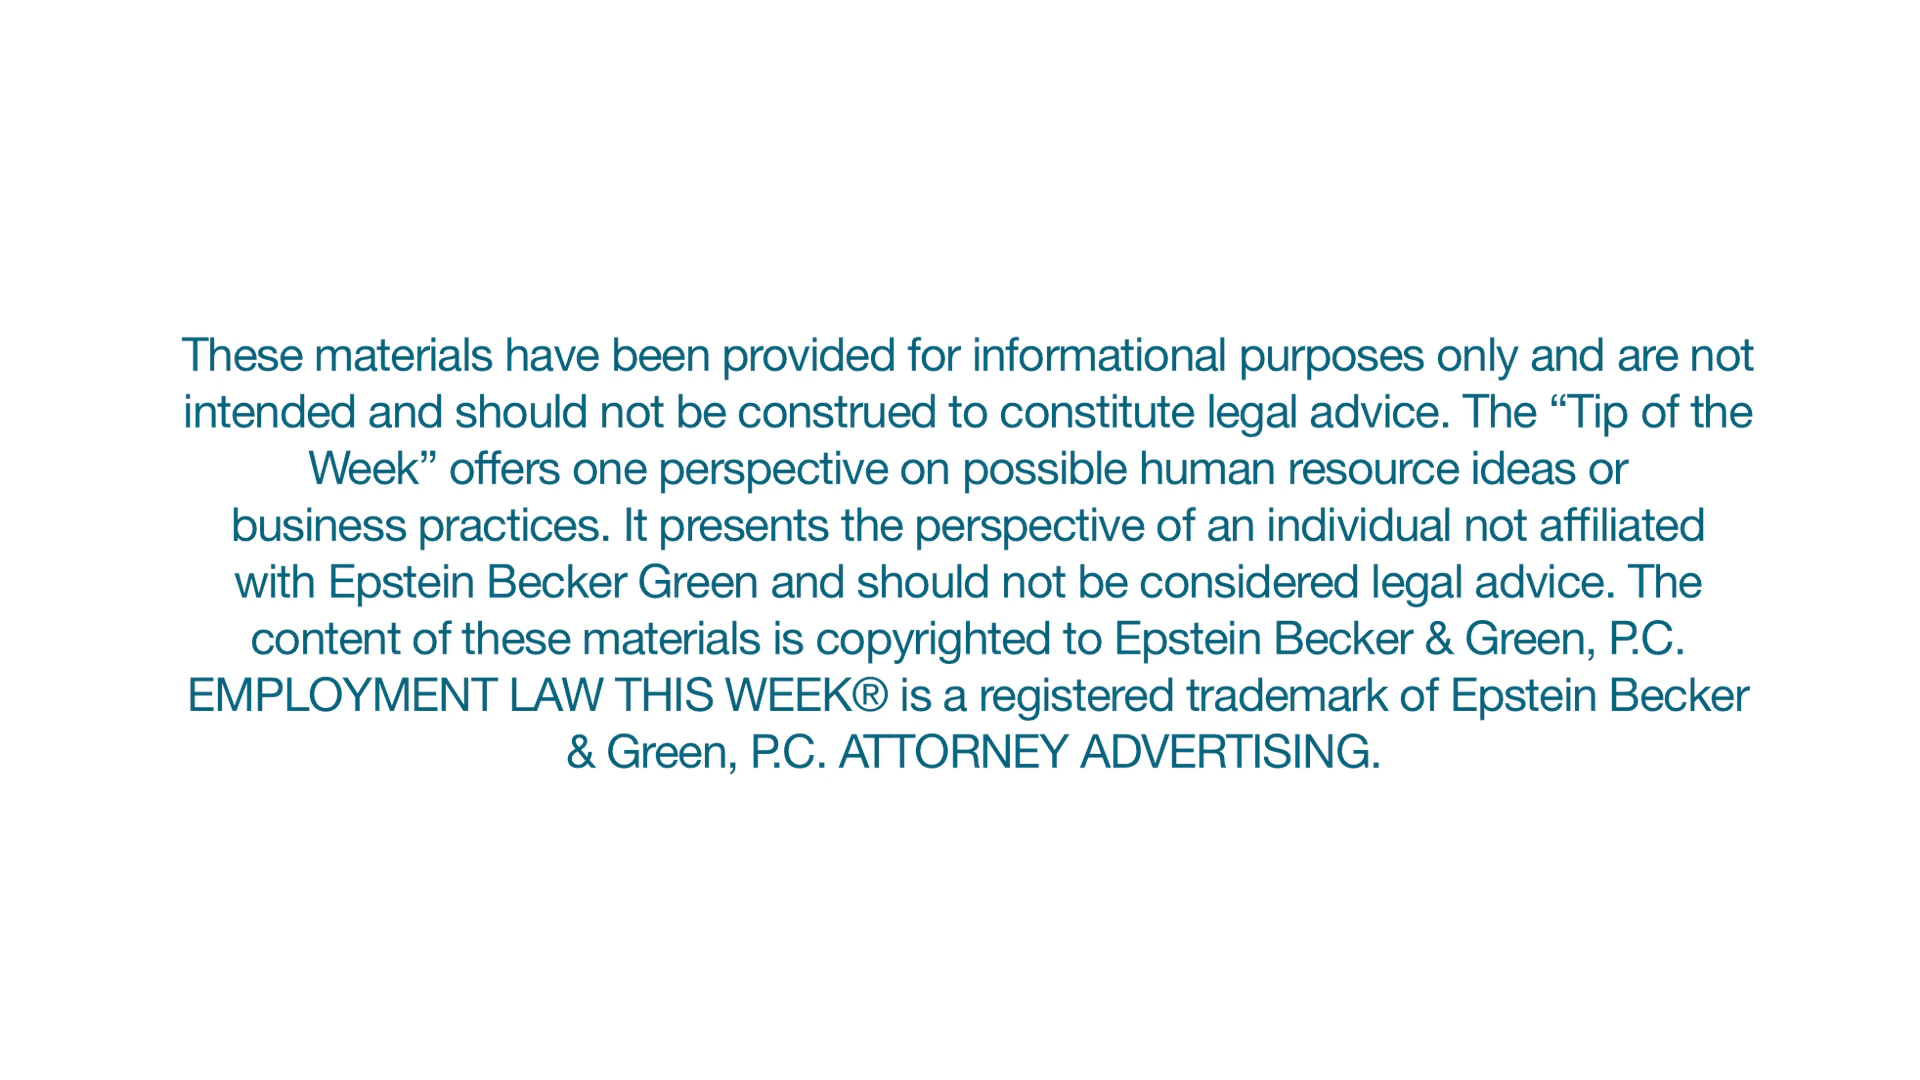 These materials have been provided for informational purposes only and are not
intended and should not be construed to constitute legal advice. The “Tip of the
Week” offers one perspective on possible human resource ideas or
business practices. It presents the perspective of an individual not affiliated
with Epstein Becker Green and should not be considered legal advice. The
content of these materials is copyrighted to Epstein Becker & Green, P.C.
EMPLOYMENT LAW THIS WEEK® is a registered trademark of Epstein Becker
& Green, P.C. ATTORNEY ADVERTISING.